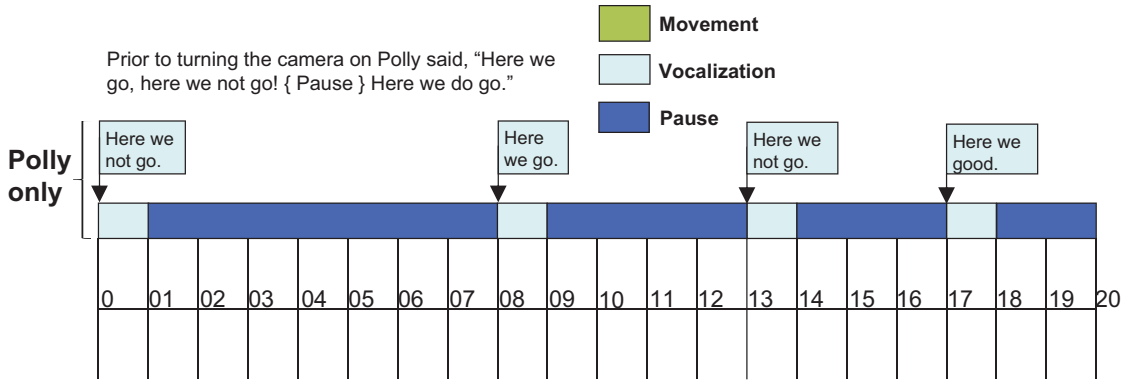 Movement
Prior to turning the camera on Polly said, “Here we
go, here we not go! { Pause } Here we do go.”
Vocalization
Pause
Polly
only
Here we
not go.
Here
we go.
Here we
not go.
Here we
good.
0 01 02 03 04 05 06 07 08 09 10 11 12 13 14 15 16 17 18 19 20